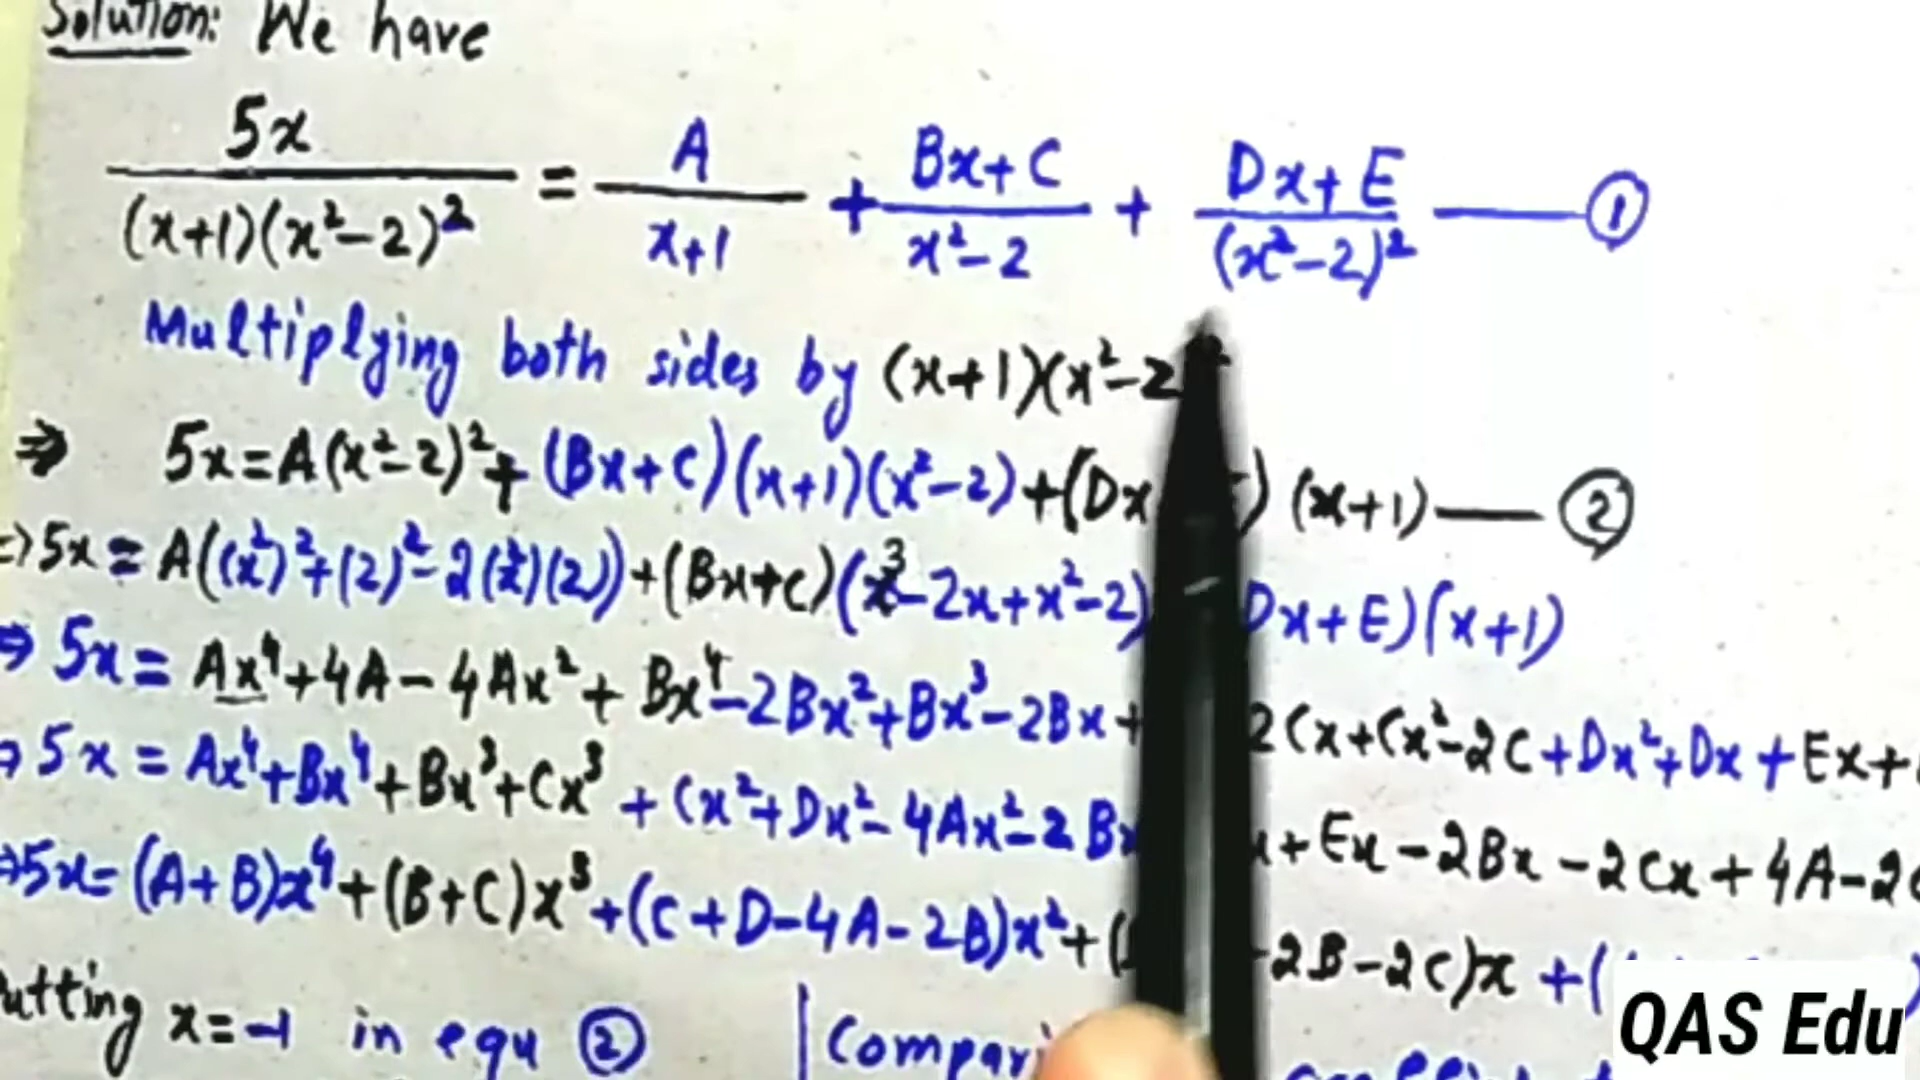 Solution: We have
5x / (x+1)(x²-2)² = A / x+1 + Bx+C / x²-2 + Dx+E / (x²-2)² —— ①
Multiplying both sides by (x+1)(x²-2
⇒ 5x=A(x²-2)²+(Bx+C)(x+1)(x²-2)+(Dx ) (x+1) —— ②
⇒ 5x = A((x²)²+(2)²-2(x²)(2))+(Bx+C)(x³-2x+x²-2) Dx+E)(x+1)
⇒ 5x = Ax⁴+4A-4Ax²+Bx⁴-2Bx²+Bx³-2Bx+ 2Cx+Cx²-2C+Dx²+Dx+Ex+
⇒ 5x = Ax⁴+Bx⁴+Bx³+Cx³+Cx²+Dx²-4Ax²-2B +Ex-2Bx-2Cx+4A-2C
⇒5x=(A+B)x⁴+(B+C)x³+(C+D-4A-2B)x²+( -2B-2C)x+(
utting x=-1 in equ ②
Compari
QAS Edu